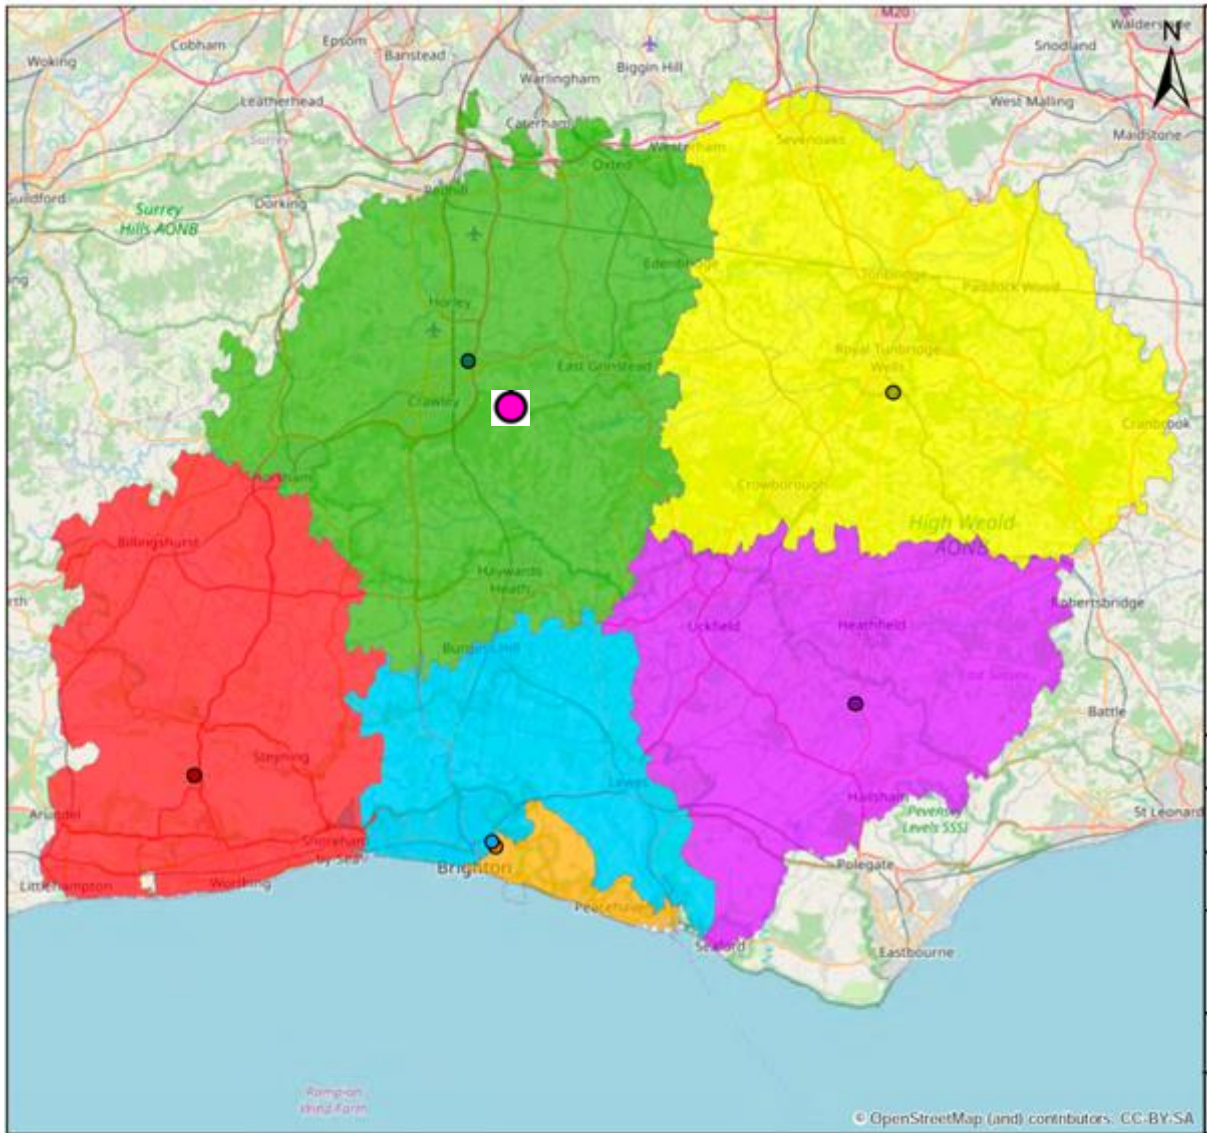 M20
Walderslade
Epsom
Cobham
Banstead
Woking
Snodland
N
Biggin Hill
Warlingham
Leatherhead
West Malling
Caterham
Maidstone
Surrey
Sevenoaks
Westerham
Oxted
Redhill
Guildford
Dorking
Surrey
Hills AONB
Edenbridge
Tonbridge
Paddock Wood
Horley
Royal Tunbridge
Wells
East Grinstead
Crawley
Cranbrook
Horsham
Crowborough
High Weald
AONB
Billingshurst
Haywards
Heath
Robertsbridge
Uckfield
Heathfield
Burgess Hill
East Sussex
Battle
Steyning
Lewes
Hailsham
Pevensey
Levels SSSI
St Leonard
Arundel
Shoreham-
by-Sea
Polegate
Brighton
Littlehampton
Worthing
Peacehaven
Seaford
Eastbourne
Rampion
Wind Farm
© OpenStreetMap (and) contributors, CC-BY-SA